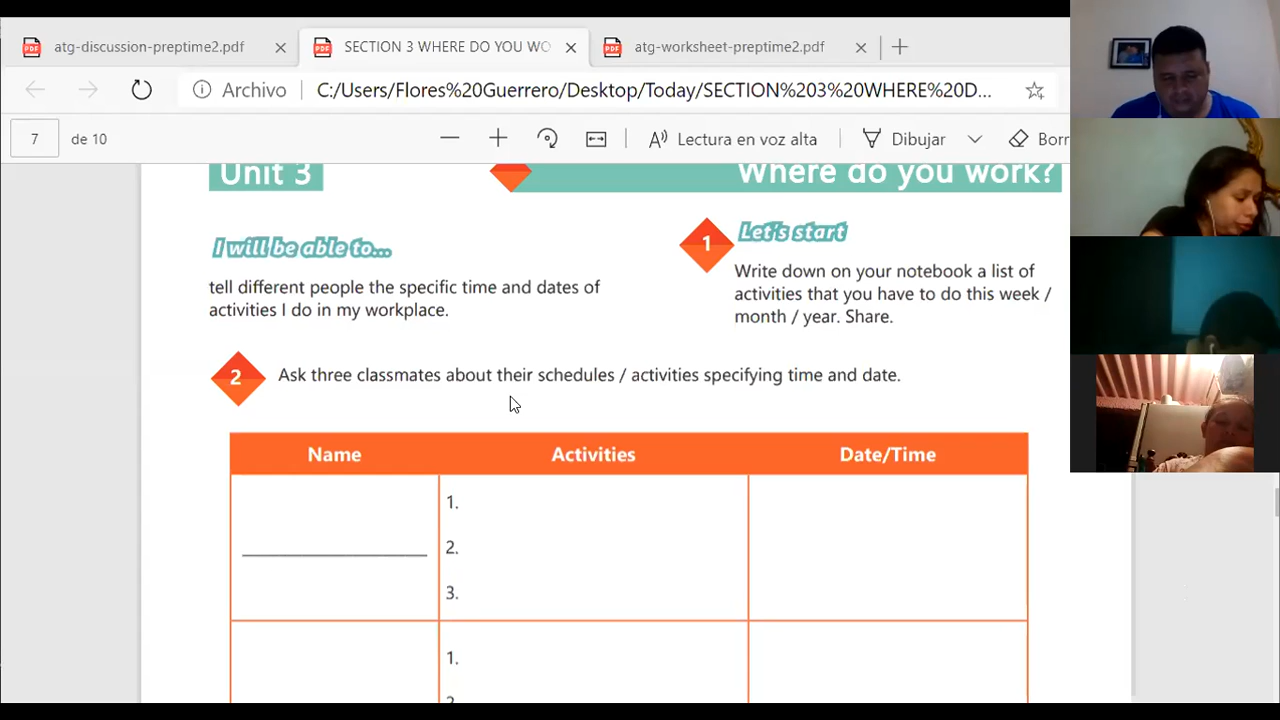 atg-discussion-preptime2.pdf
SECTION 3 WHERE DO YOU WO
atg-worksheet-preptime2.pdf
Archivo
C:/Users/Flores%20Guerrero/Desktop/Today/SECTION%203%20WHERE%20D...
7
de 10
Lectura en voz alta
Dibujar
Borr
Unit 3
Where do you work?
I will be able to...
tell different people the specific time and dates of
activities I do in my workplace.
1
Let's start
Write down on your notebook a list of
activities that you have to do this week /
month / year. Share.
2
Ask three classmates about their schedules / activities specifying time and date.
Name
Activities
Date/Time
1.
2.
3.
1.
2.